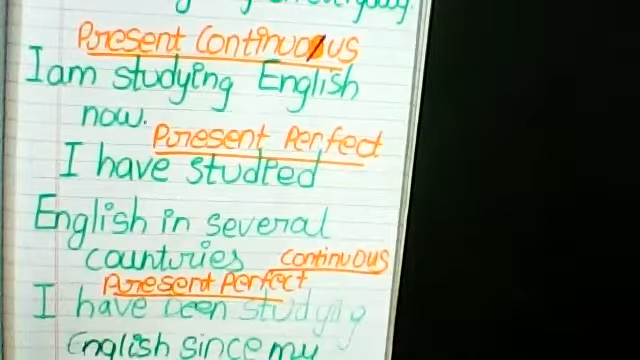 everyday.
Present Continuous
I am studying English
now.
Present Perfect
I have studied
English in several
countries
Continuous
Present Perfect
I have been studying
English since my